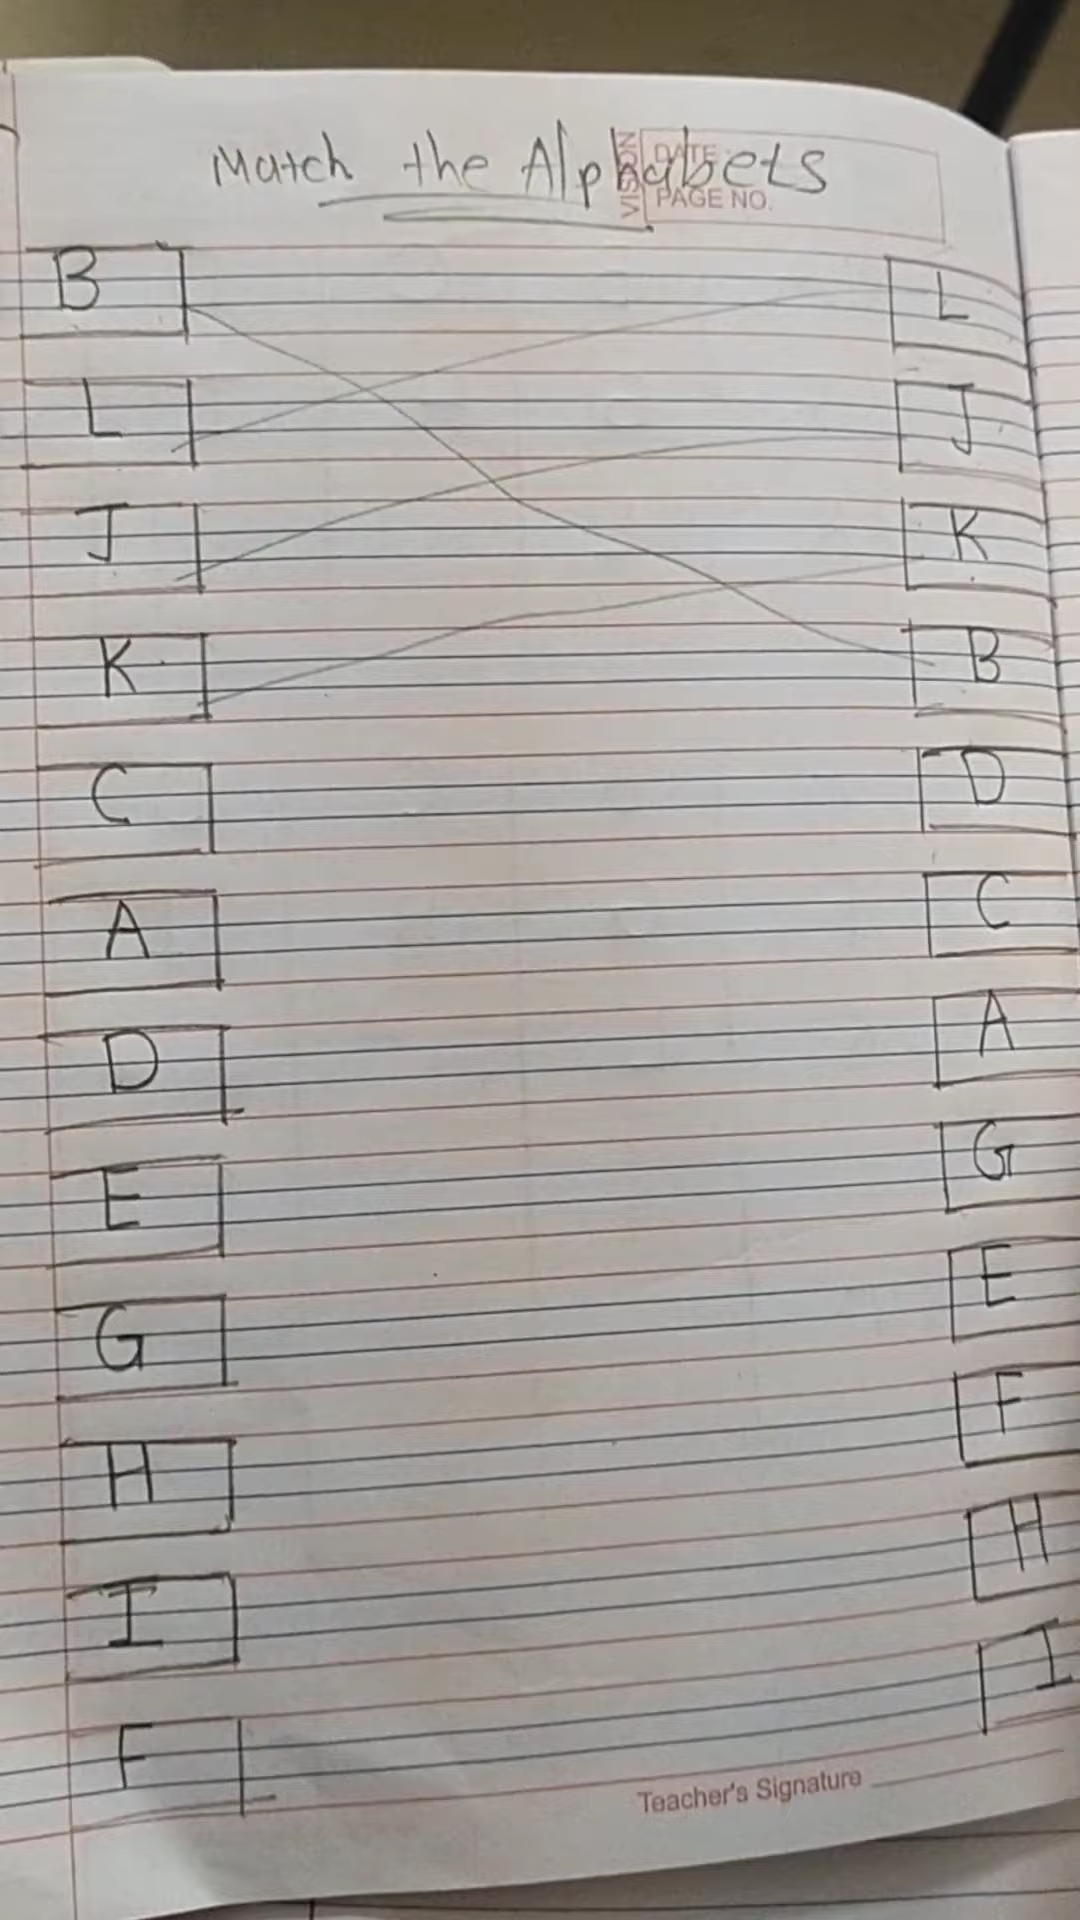 Match the Alphabets
VISION
DATE :
PAGE NO.
B L
L J
J K
K B
C D
A C
D A
E G
G E
H F
I H
F I
Teacher's Signature